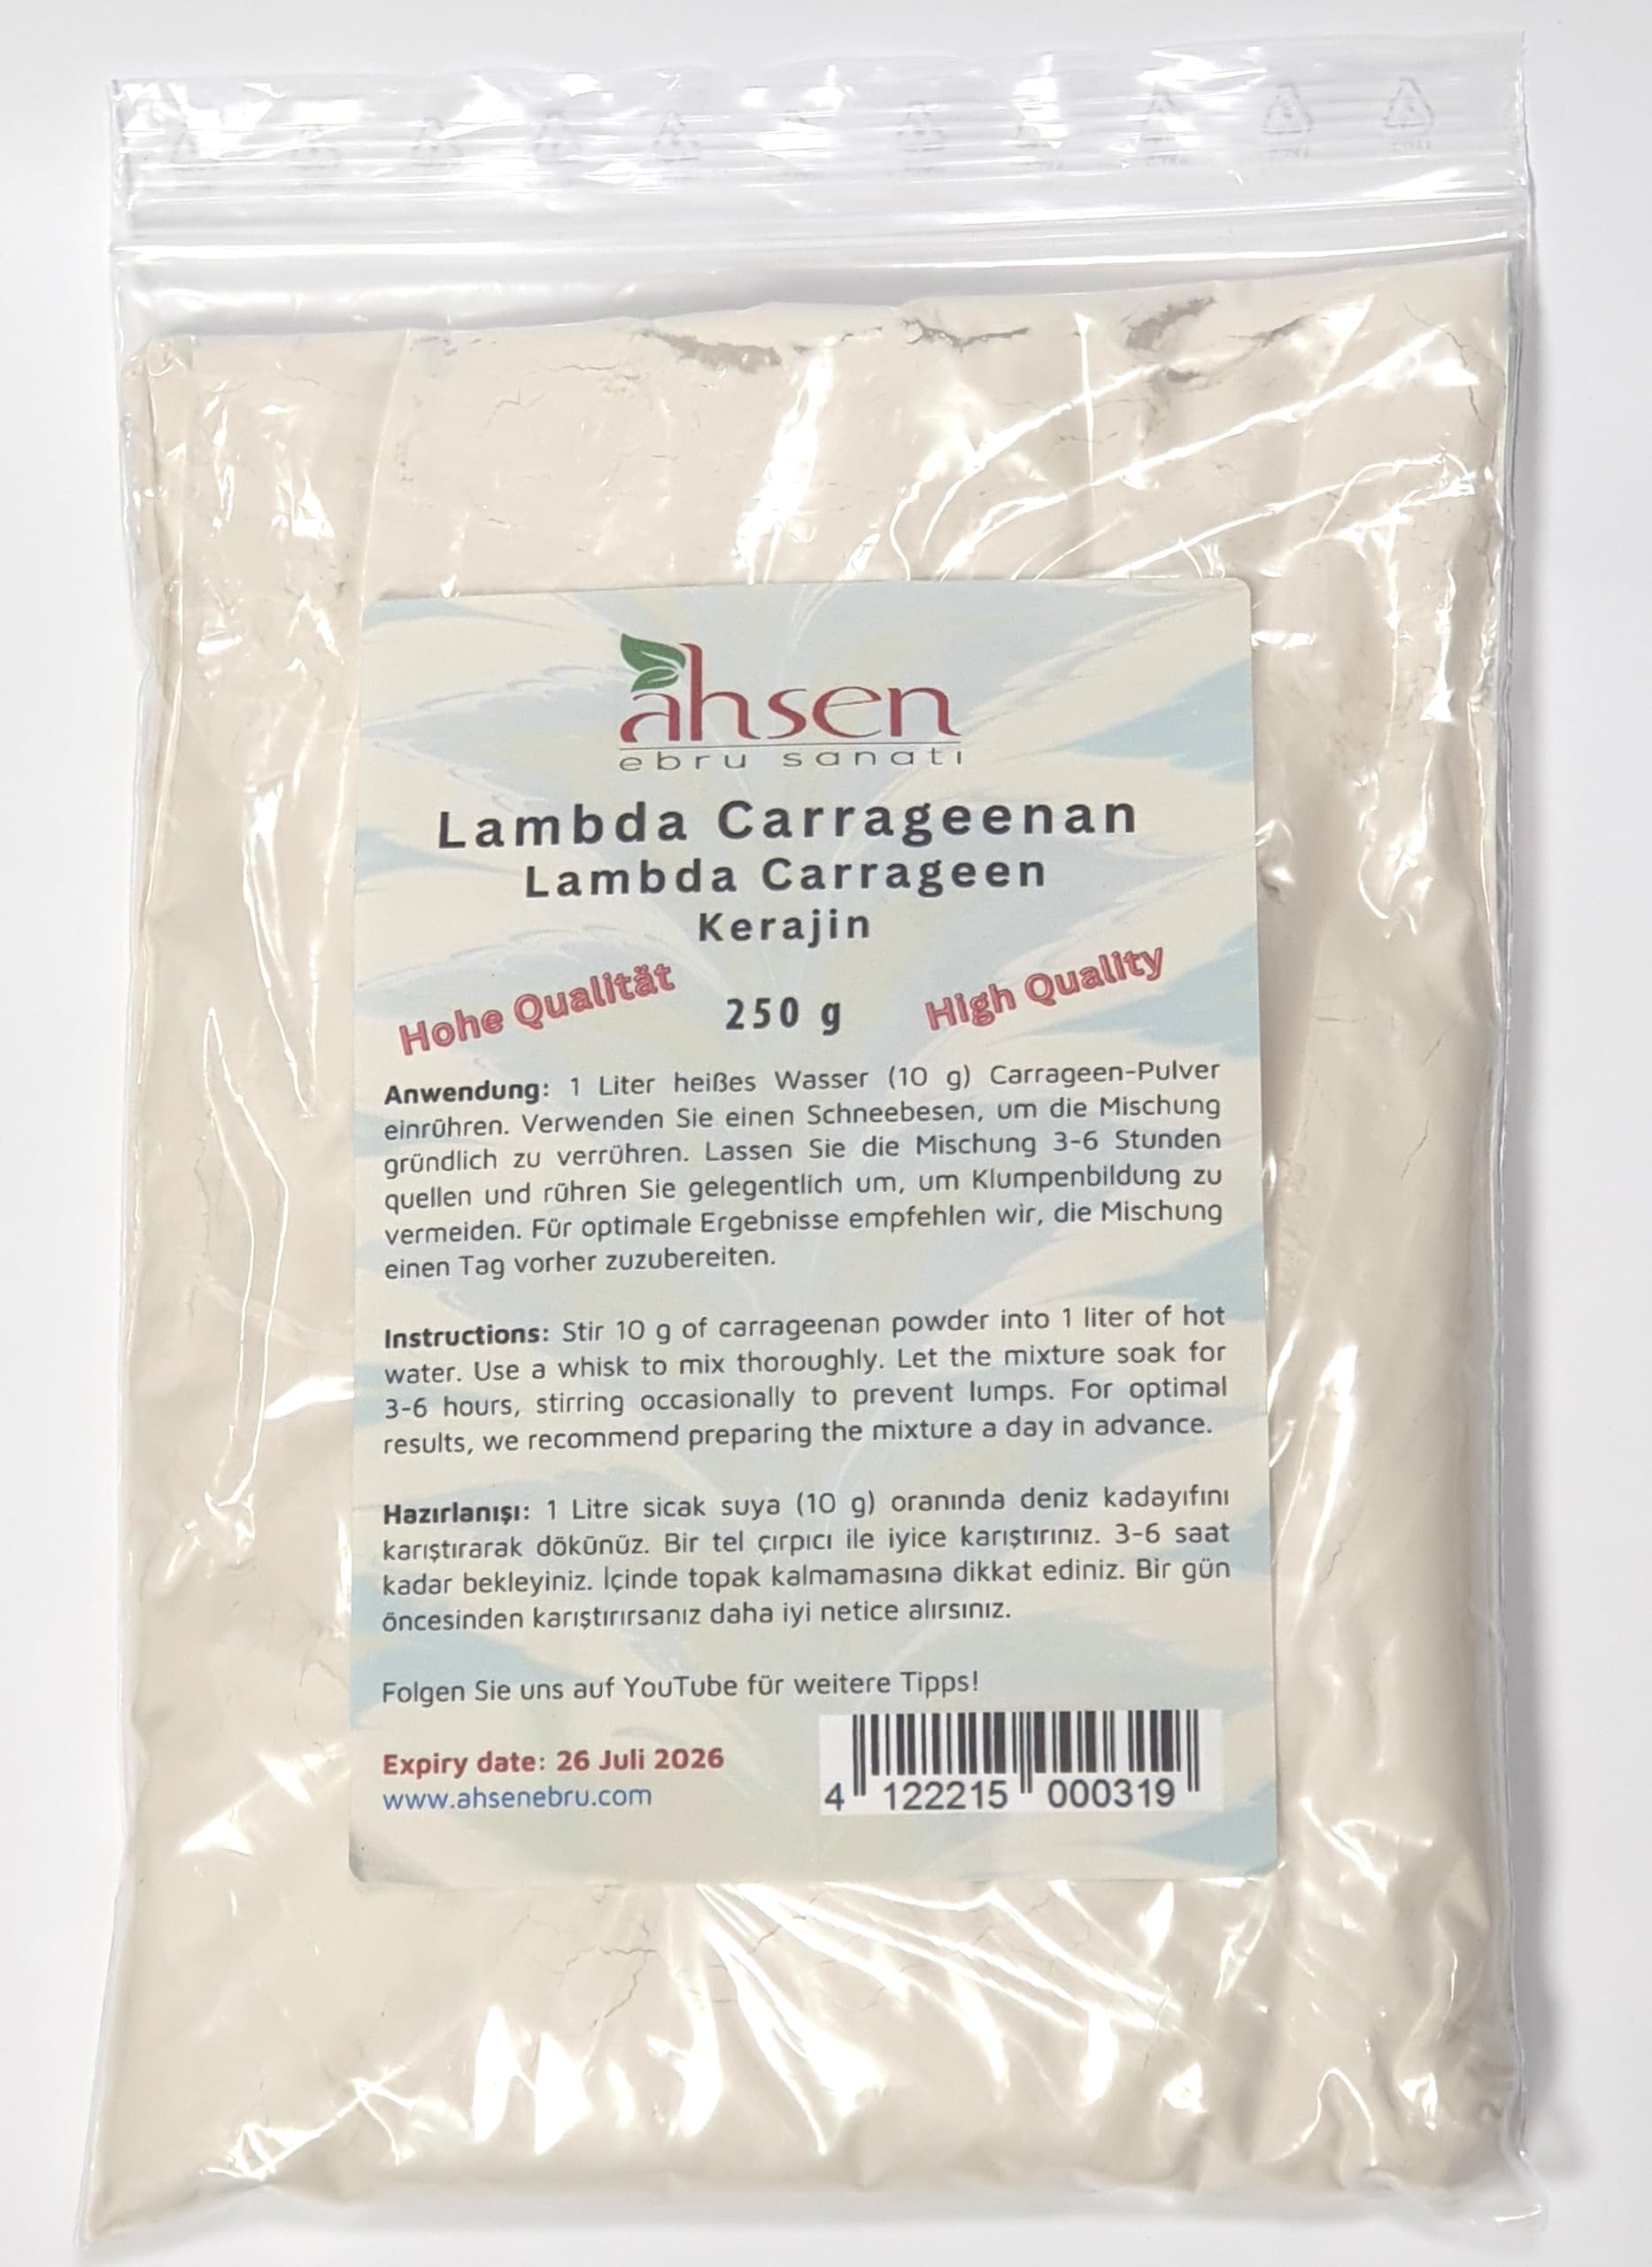 ahsen
ebru sanatı
Lambda Carrageenan
Lambda Carrageen
Kerajin
Hohe Qualität
250 g
High Quality
Anwendung: 1 Liter heißes Wasser (10 g) Carrageen-Pulver
einrühren. Verwenden Sie einen Schneebesen, um die Mischung
gründlich zu verrühren. Lassen Sie die Mischung 3-6 Stunden
quellen und rühren Sie gelegentlich um, um Klumpenbildung zu
vermeiden. Für optimale Ergebnisse empfehlen wir, die Mischung
einen Tag vorher zuzubereiten.
Instructions: Stir 10 g of carrageenan powder into 1 liter of hot
water. Use a whisk to mix thoroughly. Let the mixture soak for
3-6 hours, stirring occasionally to prevent lumps. For optimal
results, we recommend preparing the mixture a day in advance.
Hazırlanışı: 1 Litre sicak suya (10 g) oranında deniz kadayıfını
karıştırarak dökünüz. Bir tel çırpıcı ile iyice karıştırınız. 3-6 saat
kadar bekleyiniz. İçinde topak kalmamasına dikkat ediniz. Bir gün
öncesinden karıştırırsanız daha iyi netice alırsınız.
Folgen Sie uns auf YouTube für weitere Tipps!
Expiry date: 26 Juli 2026
www.ahsenebru.com
4 122215 000319